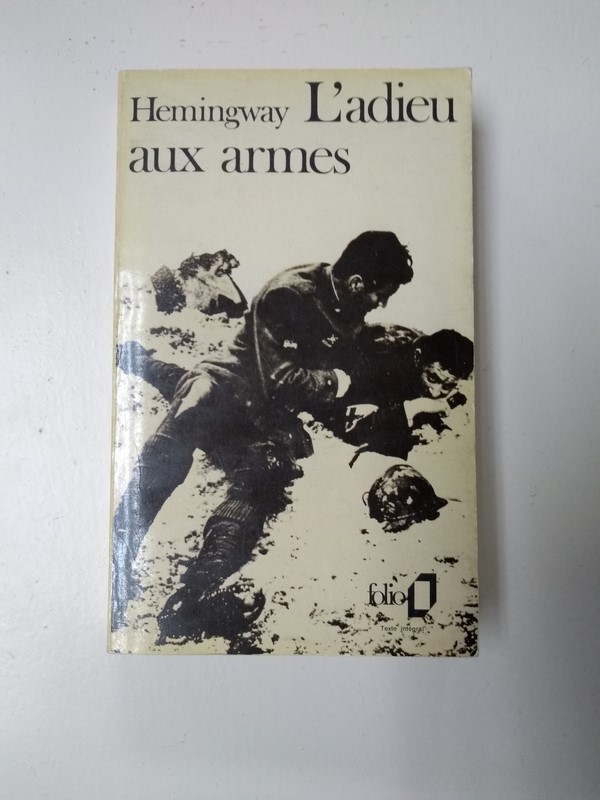 Hemingway L'adieu
aux armes
folio
Texte intégral